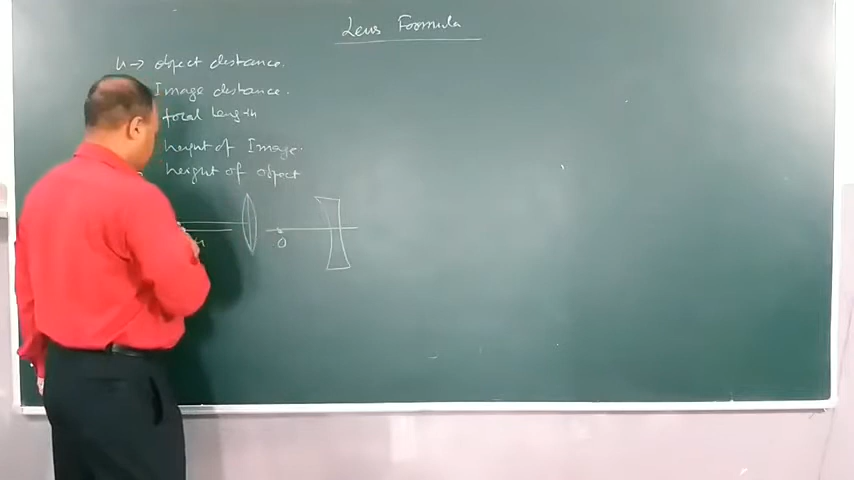 Lens Formula
u → object distance.
Image distance.
focal Length
height of Image.
height of object
O